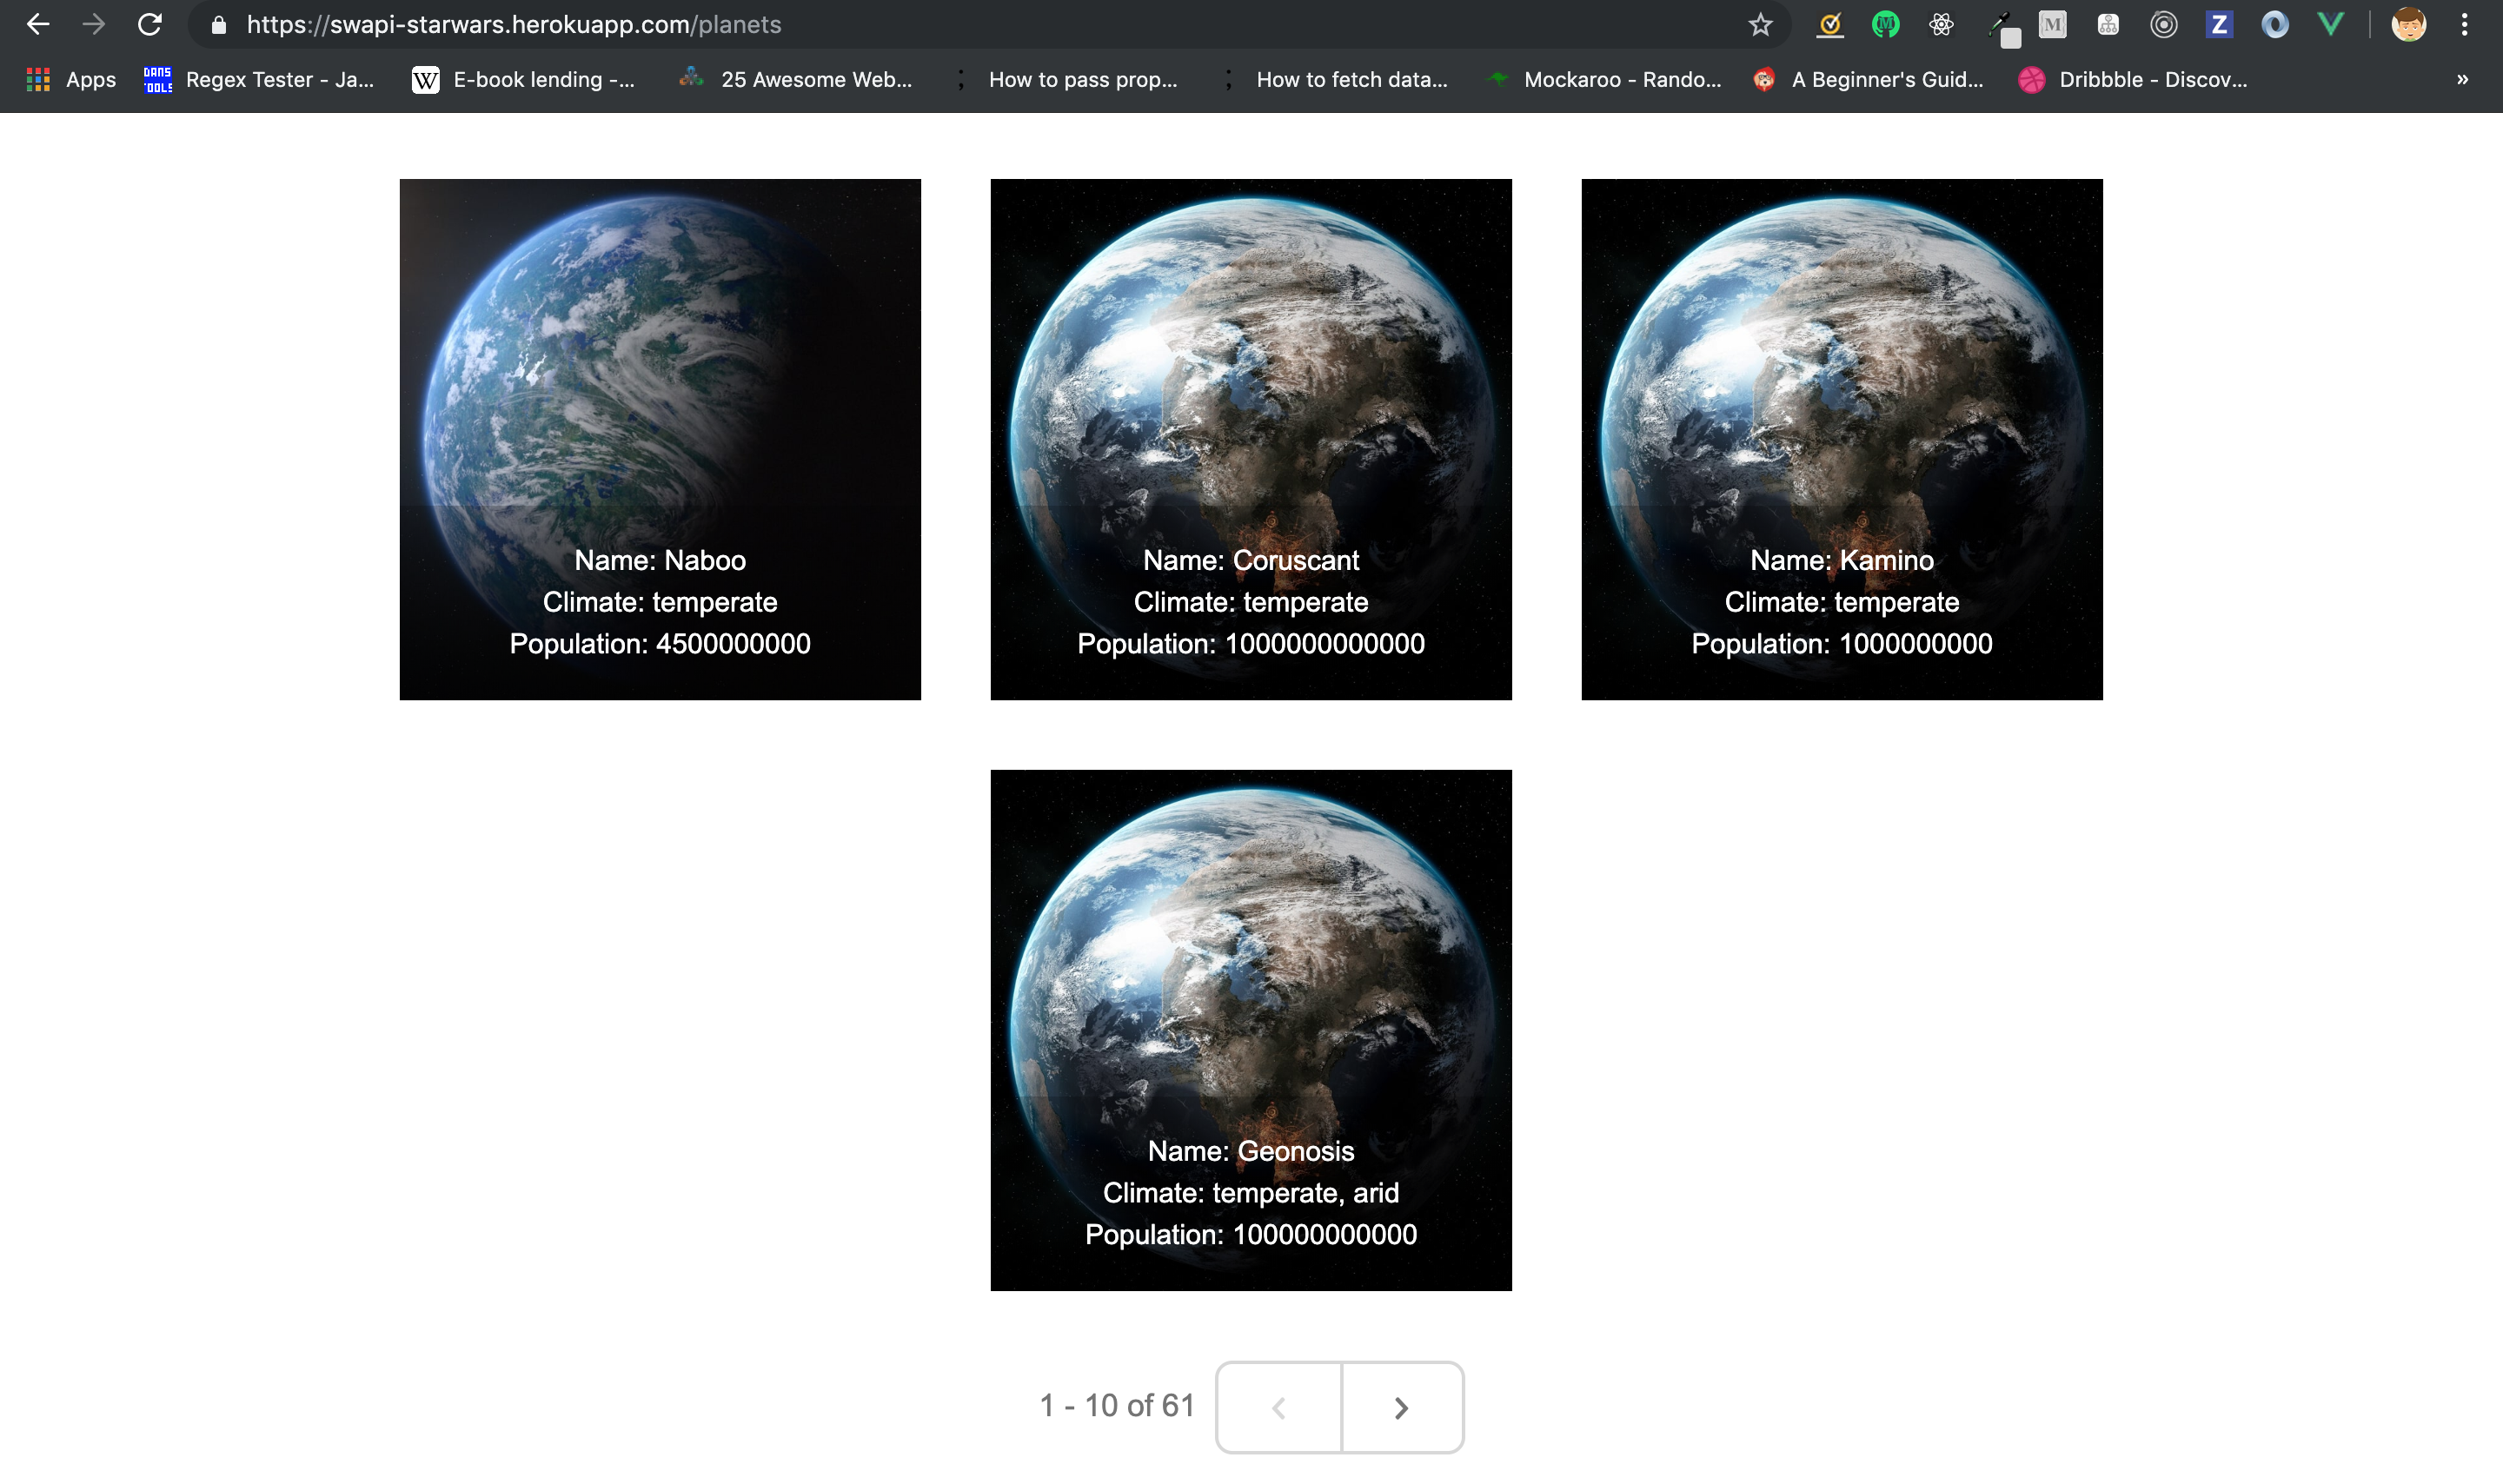 https://swapi-starwars.herokuapp.com/planets
Apps
DANS TOOLS
Regex Tester - Ja...
W
E-book lending -...
25 Awesome Web...
How to pass prop...
How to fetch data...
Mockaroo - Rando...
A Beginner's Guid...
Dribbble - Discov...
»
Name: Naboo
Climate: temperate
Population: 4500000000
Name: Coruscant
Climate: temperate
Population: 1000000000000
Name: Kamino
Climate: temperate
Population: 1000000000
Name: Geonosis
Climate: temperate, arid
Population: 100000000000
1 - 10 of 61